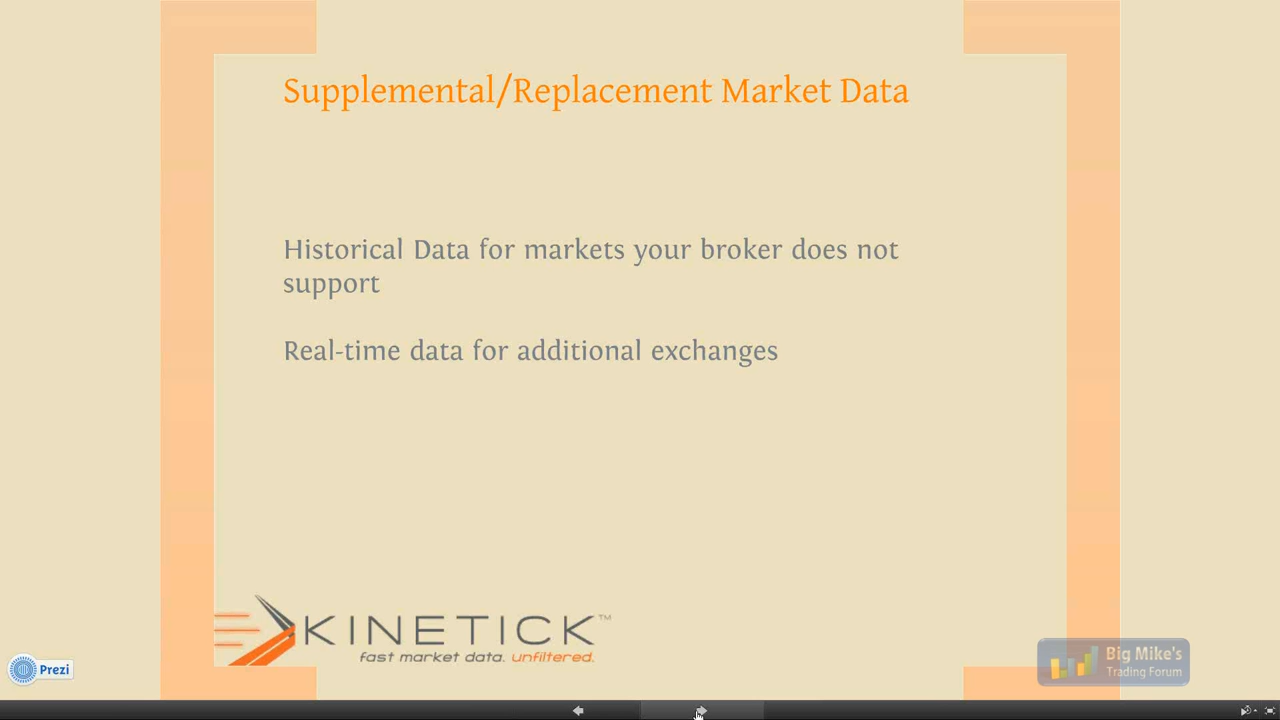 Supplemental/Replacement Market Data
Historical Data for markets your broker does not
support
Real-time data for additional exchanges
KINETICK™
fast market data. unfiltered.
Prezi
Big Mike's
Trading Forum